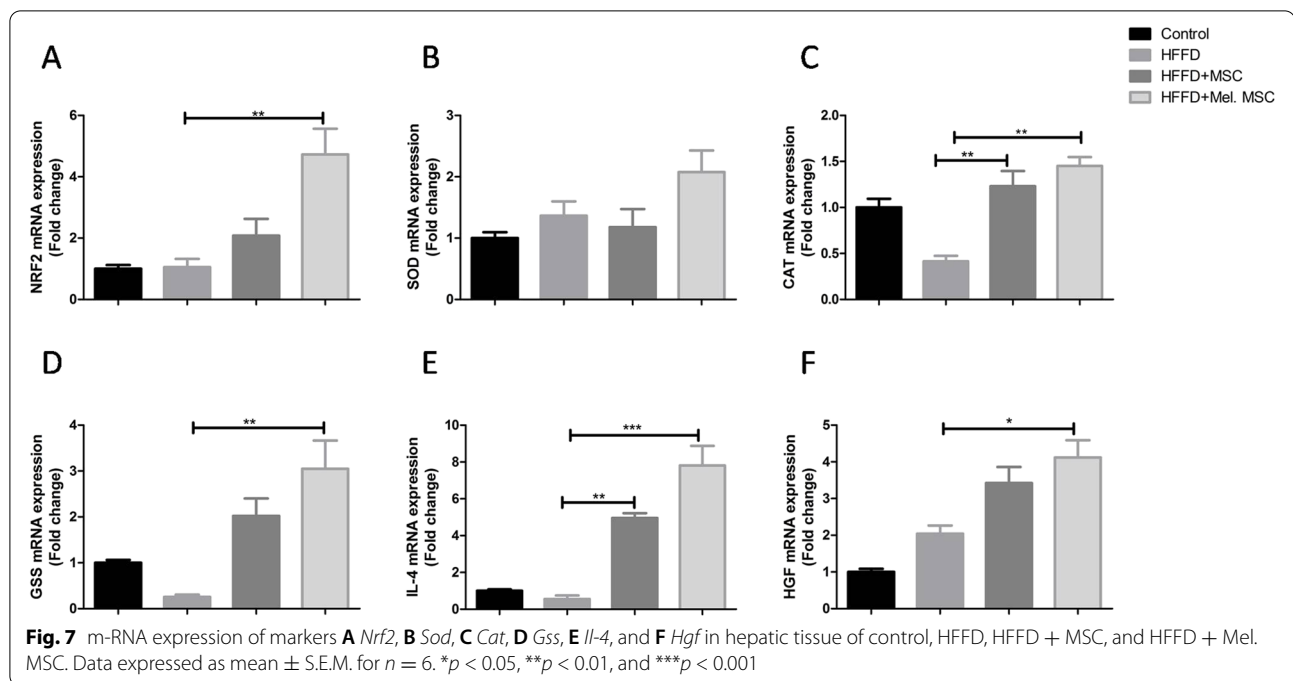 Control
HFFD
HFFD+MSC
HFFD+Mel. MSC
A
NRF2 mRNA expression
(Fold change)
6
4
2
0
**
B
SOD mRNA expression
(Fold change)
3
2
1
0
C
CAT mRNA expression
(Fold change)
2.0
1.5
1.0
0.5
0.0
**
**
D
GSS mRNA expression
(Fold change)
4
3
2
1
0
**
E
IL-4 mRNA expression
(Fold change)
10
8
6
4
2
0
***
**
F
HGF mRNA expression
(Fold change)
5
4
3
2
1
0
*
Fig. 7 m-RNA expression of markers A Nrf2, B Sod, C Cat, D Gss, E Il-4, and F Hgf in hepatic tissue of control, HFFD, HFFD + MSC, and HFFD + Mel.
MSC. Data expressed as mean ± S.E.M. for n = 6. *p < 0.05, **p < 0.01, and ***p < 0.001